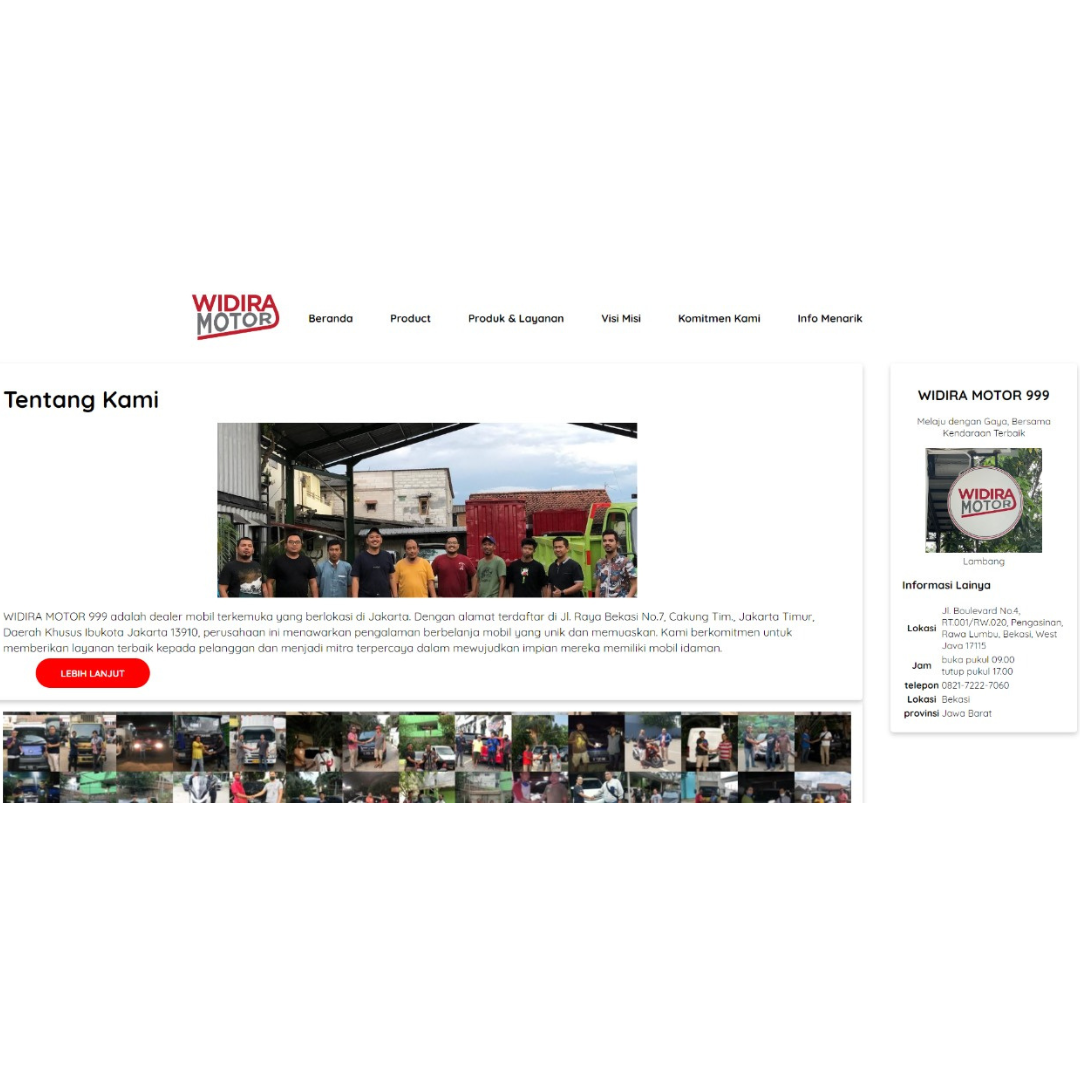 WIDIRA
MOTOR
Beranda
Product
Produk & Layanan
Visi Misi
Komitmen Kami
Info Menarik
Tentang Kami
WIDIRA MOTOR 999 adalah dealer mobil terkemuka yang berlokasi di Jakarta. Dengan alamat terdaftar di Jl. Raya Bekasi No.7, Cakung Tim., Jakarta Timur,
Daerah Khusus Ibukota Jakarta 13910, perusahaan ini menawarkan pengalaman berbelanja mobil yang unik dan memuaskan. Kami berkomitmen untuk
memberikan layanan terbaik kepada pelanggan dan menjadi mitra terpercaya dalam mewujudkan impian mereka memiliki mobil idaman.
LEBIH LANJUT
WIDIRA MOTOR 999
Melaju dengan Gaya, Bersama
Kendaraan Terbaik
WIDIRA
MOTOR
Lambang
Informasi Lainya
Lokasi
Jl. Boulevard No.4,
RT.001/RW.020, Pengasinan,
Rawa Lumbu, Bekasi, West
Java 17115
Jam
buka pukul 09.00
tutup pukul 17.00
telepon 0821-7222-7060
Lokasi Bekasi
provinsi Jawa Barat